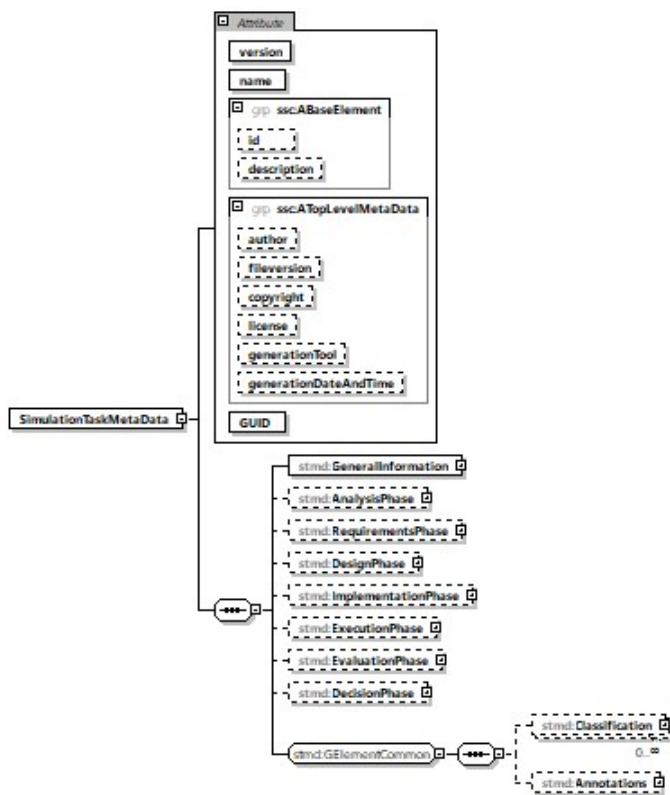 Attribute
version
name
grp ssc:ABaseElement
id
description
grp ssc:ATopLevelMetaData
author
fileversion
copyright
license
generationTool
generationDateAndTime
GUID
SimulationTaskMetaData
stmd:GeneralInformation
stmd:AnalysisPhase
stmd:RequirementsPhase
stmd:DesignPhase
stmd:ImplementationPhase
stmd:ExecutionPhase
stmd:EvaluationPhase
stmd:DecisionPhase
stmd:GElementCommon
stmd:Classification
0..∞
stmd:Annotations